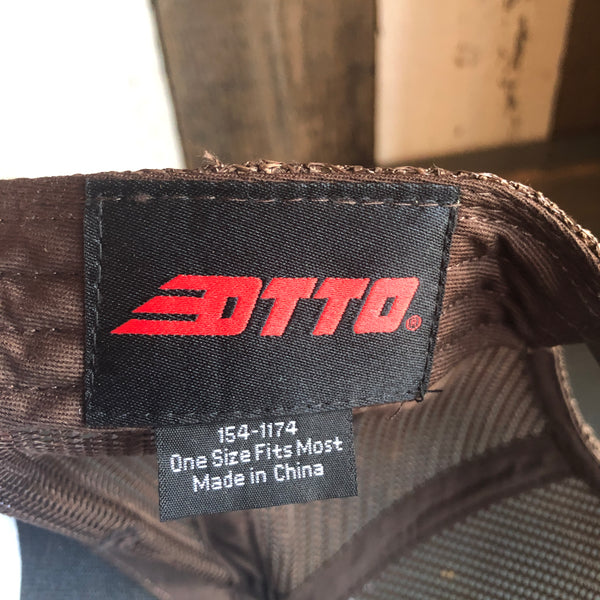 OTTO®
154-1174
One Size Fits Most
Made in China